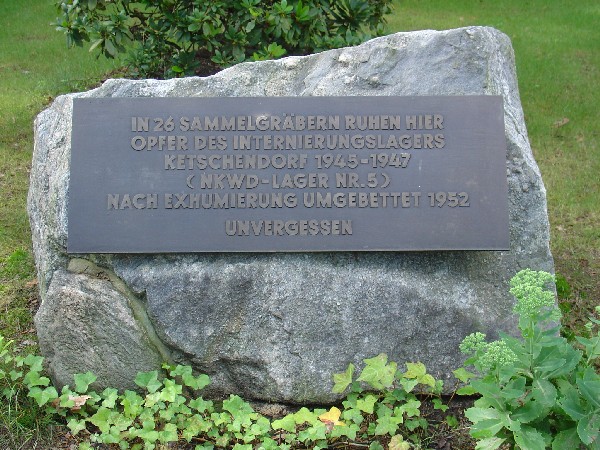 IN 26 SAMMELGRÄBERN RUHEN HIER
OPFER DES INTERNIERUNGSLAGERS
KETSCHENDORF 1945-1947
( NKWD-LAGER NR.5 )
NACH EXHUMIERUNG UMGEBETTET 1952
UNVERGESSEN